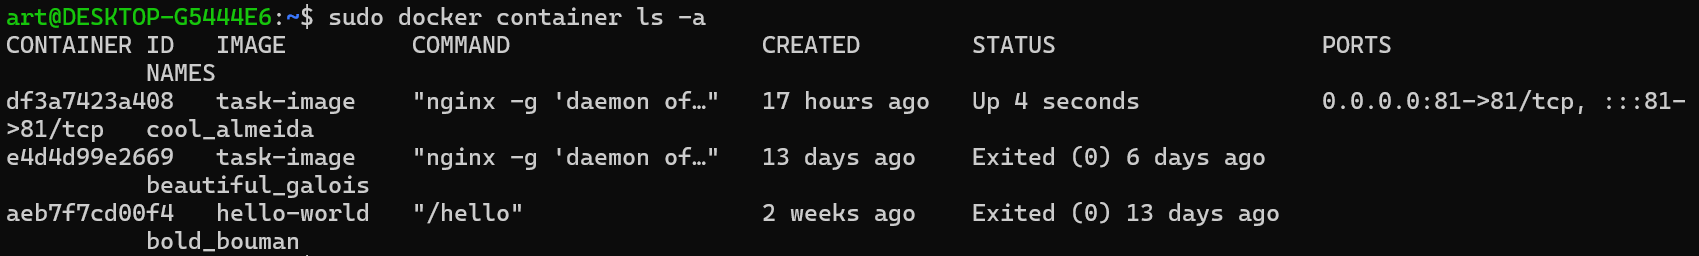 art@DESKTOP-G5444E6:~$ sudo docker container ls -a
CONTAINER ID   IMAGE         COMMAND                  CREATED        STATUS                   PORTS
          NAMES
df3a7423a408   task-image    "nginx -g 'daemon of…"   17 hours ago   Up 4 seconds             0.0.0.0:81->81/tcp, :::81-
>81/tcp   cool_almeida
e4d4d99e2669   task-image    "nginx -g 'daemon of…"   13 days ago    Exited (0) 6 days ago
          beautiful_galois
aeb7f7cd00f4   hello-world   "/hello"                 2 weeks ago    Exited (0) 13 days ago
          bold_bouman